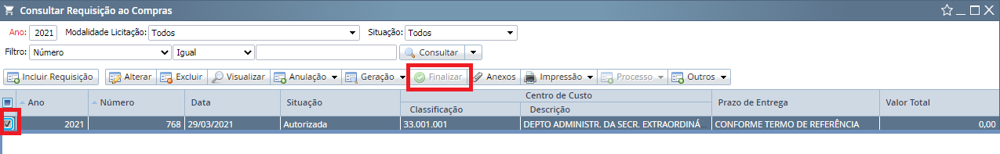 Consultar Requisição ao Compras
Ano: 2021 Modalidade Licitação: Todos Situação: Todos
Filtro: Número Igual Consultar
Incluir Requisição Alterar Excluir Visualizar Anulação Geração Finalizar Anexos Impressão Processo Outros
Ano Número Data Situação Centro de Custo Prazo de Entrega Valor Total
Classificação Descrição
2021 768 29/03/2021 Autorizada 33.001.001 DEPTO ADMINISTR. DA SECR. EXTRAORDINÁ... CONFORME TERMO DE REFERÊNCIA 0,00